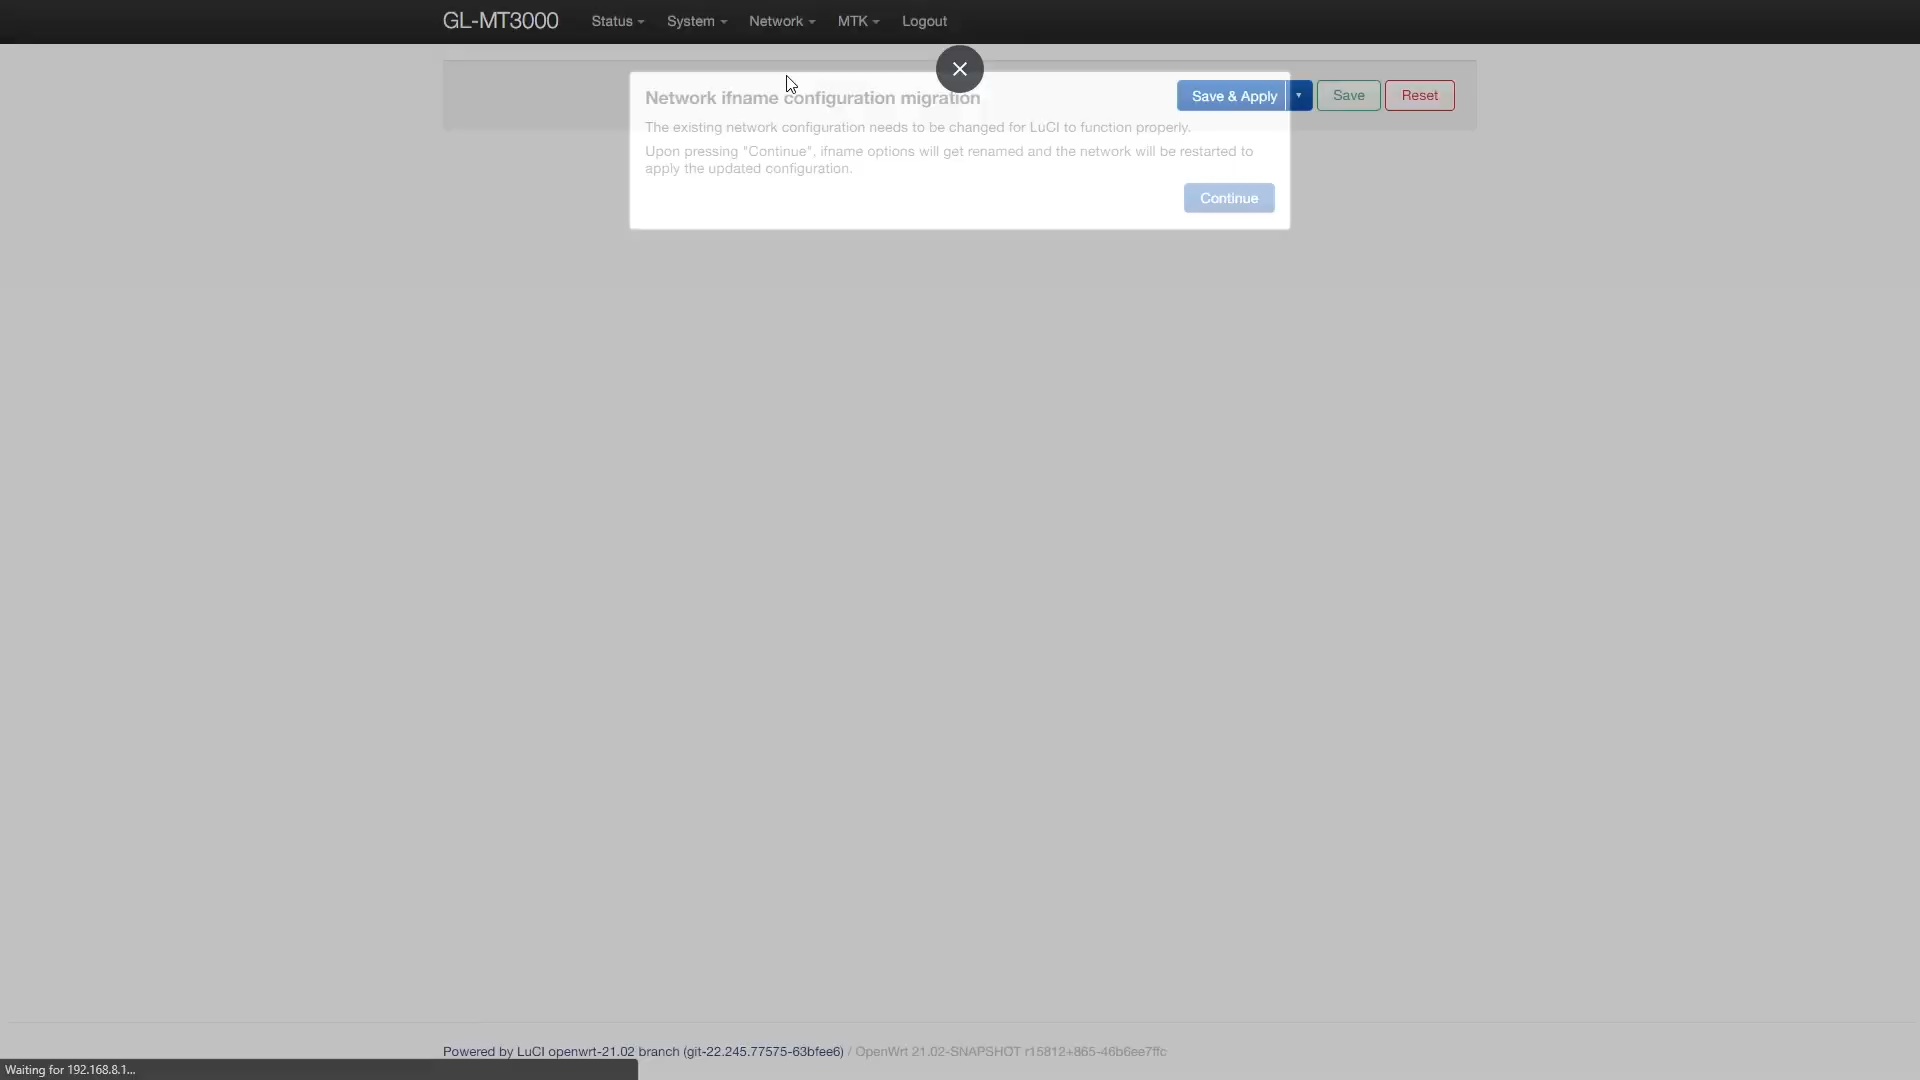 GL-MT3000 Status System Network MTK Logout
Network ifname configuration migration
Save & Apply Save Reset
The existing network configuration needs to be changed for LuCI to function properly.
Upon pressing "Continue", ifname options will get renamed and the network will be restarted to
apply the updated configuration.
Continue
Powered by LuCI openwrt-21.02 branch (git-22.245.77575-63bfee6) / OpenWrt 21.02-SNAPSHOT r15812+865-46b6ee7ffc
Waiting for 192.168.8.1...